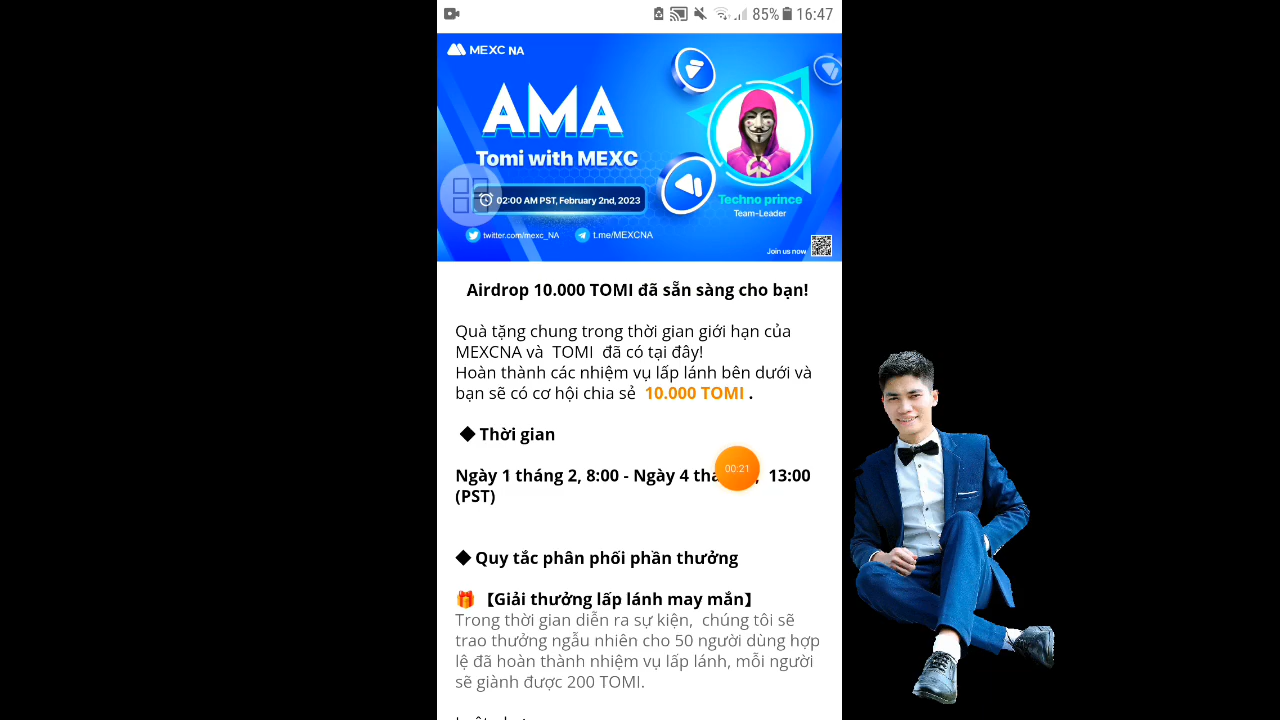 85% 16:47
MEXC NA
AMA
Tomi with MEXC
02:00 AM PST, February 2nd, 2023
twitter.com/mexc_NA t.me/MEXCNA
Techno prince
Team-Leader
Join us now
Airdrop 10.000 TOMI đã sẵn sàng cho bạn!
Quà tặng chung trong thời gian giới hạn của
MEXCNA và TOMI đã có tại đây!
Hoàn thành các nhiệm vụ lấp lánh bên dưới và
bạn sẽ có cơ hội chia sẻ 10.000 TOMI .
◆ Thời gian
Ngày 1 tháng 2, 8:00 - Ngày 4 13:00
00:21
(PST)
◆ Quy tắc phân phối phần thưởng
🎁 【Giải thưởng lấp lánh may mắn】
Trong thời gian diễn ra sự kiện, chúng tôi sẽ
trao thưởng ngẫu nhiên cho 50 người dùng hợp
lệ đã hoàn thành nhiệm vụ lấp lánh, mỗi người
sẽ giành được 200 TOMI.